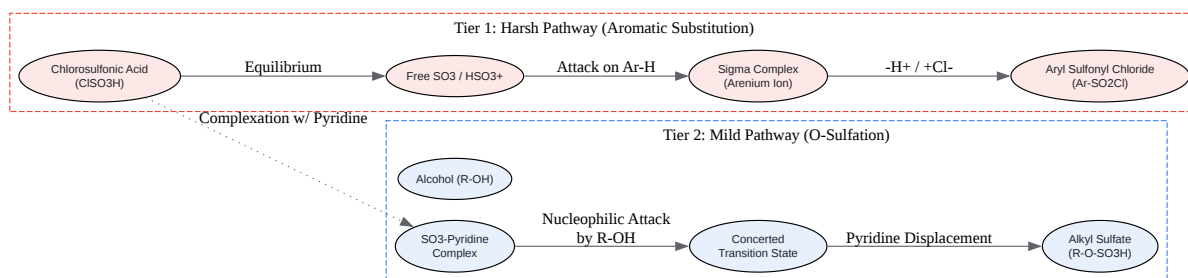 Tier 1: Harsh Pathway (Aromatic Substitution)
Chlorosulfonic Acid
(ClSO3H)
Equilibrium
Free SO3 / HSO3+
Attack on Ar-H
Sigma Complex
(Arenium Ion)
-H+ / +Cl-
Aryl Sulfonyl Chloride
(Ar-SO2Cl)
Complexation w/ Pyridine
Tier 2: Mild Pathway (O-Sulfation)
Alcohol (R-OH)
SO3-Pyridine
Complex
Nucleophilic Attack
by R-OH
Concerted
Transition State
Pyridine Displacement
Alkyl Sulfate
(R-O-SO3H)